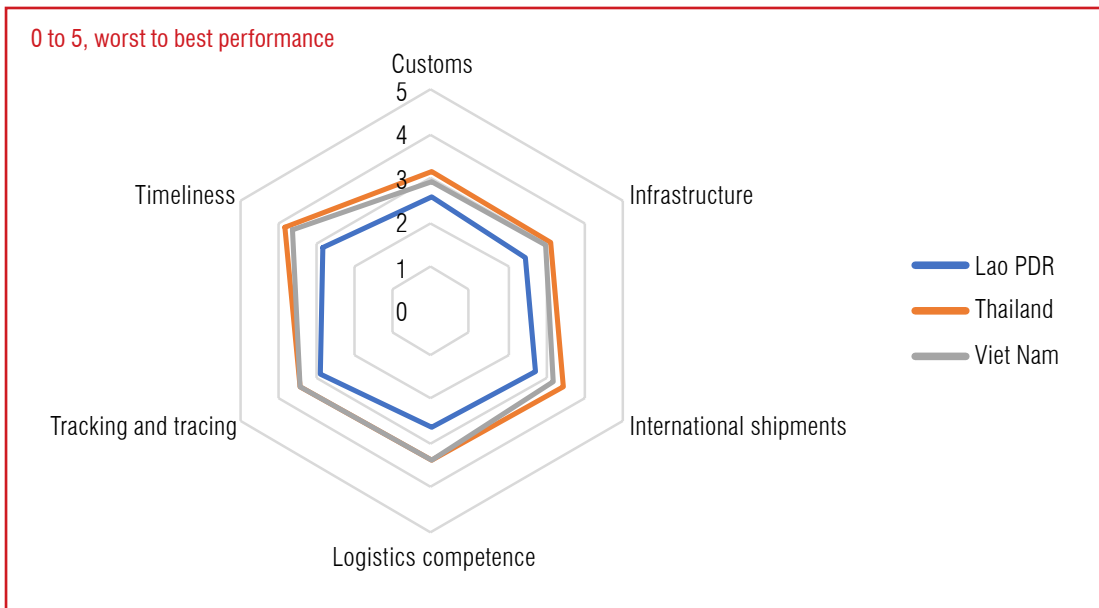 0 to 5, worst to best performance
Customs
5
4
3
2
1
0
Timeliness
Infrastructure
Tracking and tracing
International shipments
Logistics competence
Lao PDR
Thailand
Viet Nam